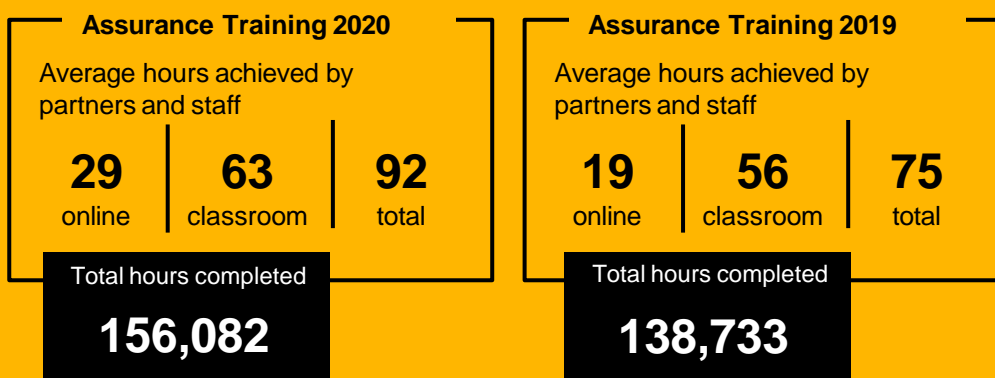 Assurance Training 2020
Average hours achieved by
partners and staff
29 63 92
online classroom total
Total hours completed
156,082
Assurance Training 2019
Average hours achieved by
partners and staff
19 56 75
online classroom total
Total hours completed
138,733